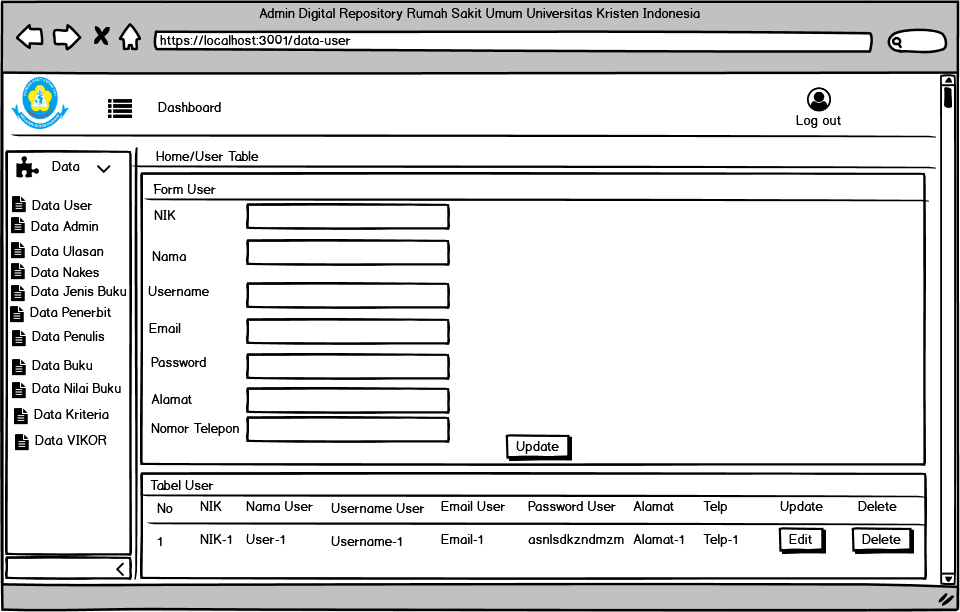 Admin Digital Repository Rumah Sakit Umum Universitas Kristen Indonesia
https://localhost:3001/data-user
Dashboard
Log out
Data
Home/User Table
Data User
Data Admin
Data Ulasan
Data Nakes
Data Jenis Buku
Data Penerbit
Data Penulis
Data Buku
Data Nilai Buku
Data Kriteria
Data VIKOR
Form User
NIK
Nama
Username
Email
Password
Alamat
Nomor Telepon
Update
Tabel User
No NIK Nama User Username User Email User Password User Alamat Telp Update Delete
1 NIK-1 User-1 Username-1 Email-1 asnlsdkzndmzm Alamat-1 Telp-1 Edit Delete